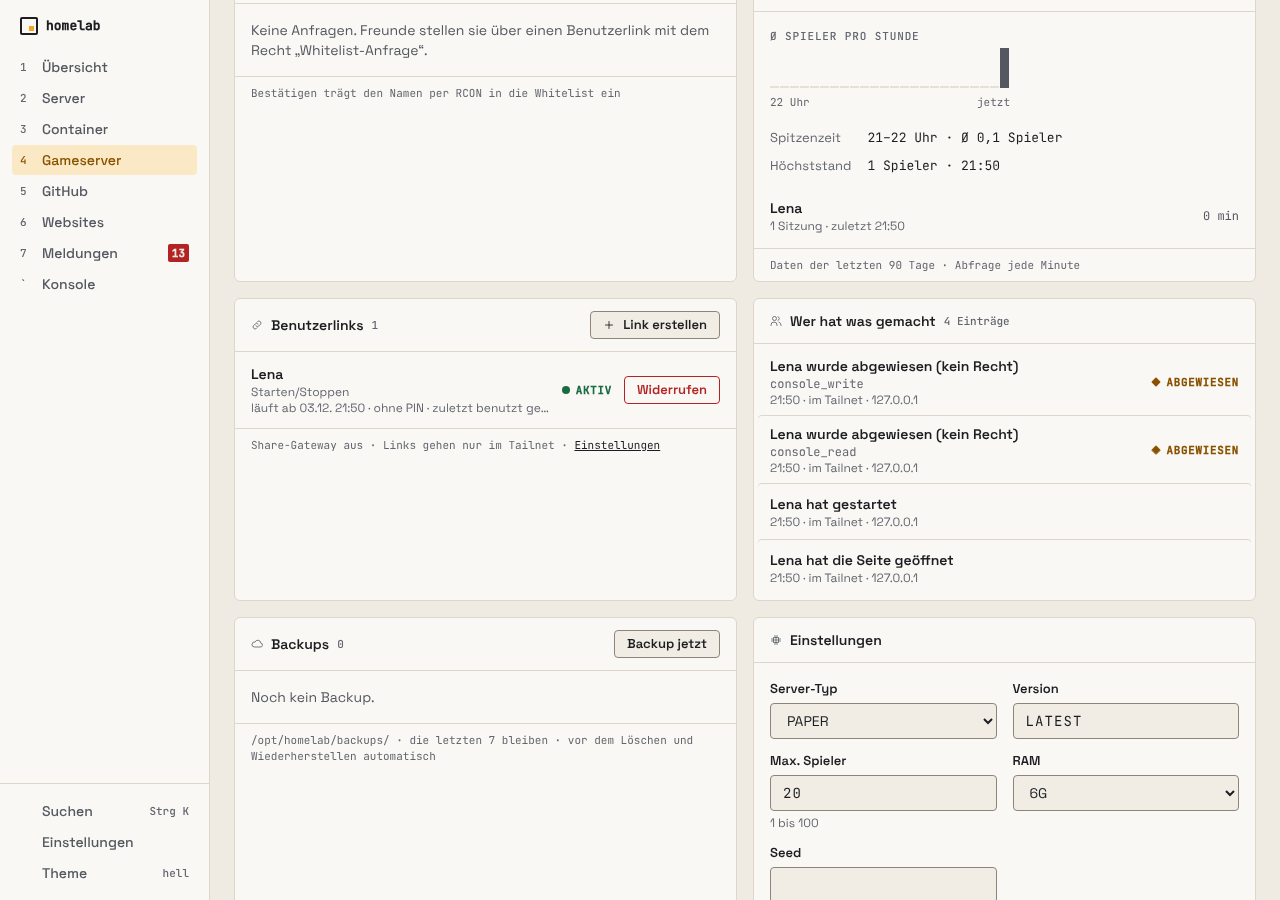 homelab
1 Übersicht
2 Server
3 Container
4 Gameserver
5 GitHub
6 Websites
7 Meldungen 13
` Konsole
Suchen Strg K
Einstellungen
Theme hell
Keine Anfragen. Freunde stellen sie über einen Benutzerlink mit dem
Recht „Whitelist-Anfrage“.
Bestätigen trägt den Namen per RCON in die Whitelist ein
Ø SPIELER PRO STUNDE
22 Uhr jetzt
Spitzenzeit 21–22 Uhr · Ø 0,1 Spieler
Höchststand 1 Spieler · 21:50
Lena
1 Sitzung · zuletzt 21:50
0 min
Daten der letzten 90 Tage · Abfrage jede Minute
Benutzerlinks 1
Link erstellen
Lena
Starten/Stoppen
läuft ab 03.12. 21:50 · ohne PIN · zuletzt benutzt ge…
AKTIV
Widerrufen
Share-Gateway aus · Links gehen nur im Tailnet · Einstellungen
Wer hat was gemacht 4 Einträge
Lena wurde abgewiesen (kein Recht)
console_write
21:50 · im Tailnet · 127.0.0.1
ABGEWIESEN
Lena wurde abgewiesen (kein Recht)
console_read
21:50 · im Tailnet · 127.0.0.1
ABGEWIESEN
Lena hat gestartet
21:50 · im Tailnet · 127.0.0.1
Lena hat die Seite geöffnet
21:50 · im Tailnet · 127.0.0.1
Backups 0
Backup jetzt
Noch kein Backup.
/opt/homelab/backups/ · die letzten 7 bleiben · vor dem Löschen und
Wiederherstellen automatisch
Einstellungen
Server-Typ Version
PAPER LATEST
Max. Spieler RAM
20 6G
1 bis 100
Seed